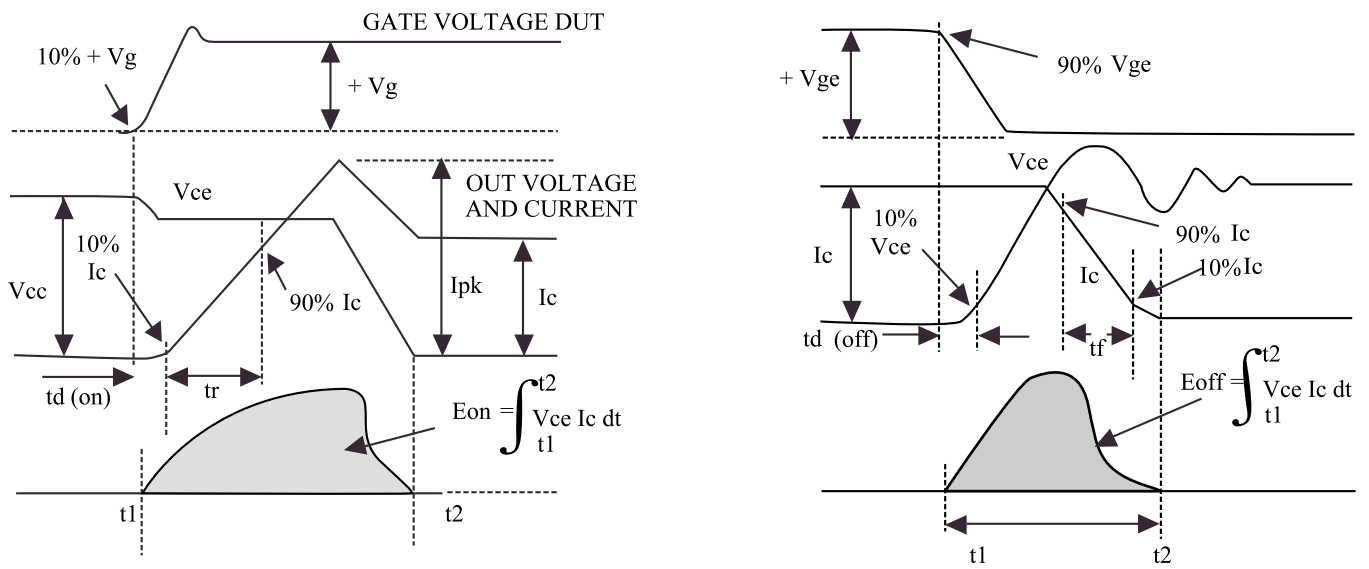 GATE VOLTAGE DUT
10% + Vg
+ Vg
Vce
OUT VOLTAGE
AND CURRENT
10%
Ic
Vcc
90% Ic
Ipk
Ic
td (on)
tr
Eon = ∫ t2
Vce Ic dt
t1
t1
t2
90% Vge
+ Vge
Vce
10%
Vce
Ic
90% Ic
10% Ic
Ic
td (off)
tf
Eoff = ∫ t2
Vce Ic dt
t1
t1
t2